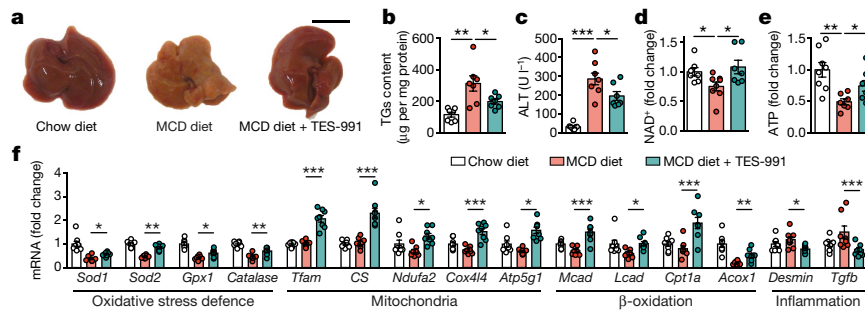 a
Chow diet
MCD diet
MCD diet + TES-991
b
TGs content
(μg per mg protein)
500
400
300
200
100
0
** *
c
ALT (U l–1)
500
400
300
200
100
0
*** *
d
NAD+ (fold change)
1.5
1.0
0.5
0
* *
e
ATP (fold change)
1.5
1.0
0.5
0
** *
Chow diet MCD diet MCD diet + TES-991
f
mRNA (fold change)
4
3
2
1
0
* ** * ** *** *** * *** * *** * *** ** * ***
Sod1 Sod2 Gpx1 Catalase Tfam CS Ndufa2 Cox4l4 Atp5g1 Mcad Lcad Cpt1a Acox1 Desmin Tgfb
Oxidative stress defence Mitochondria β-oxidation Inflammation